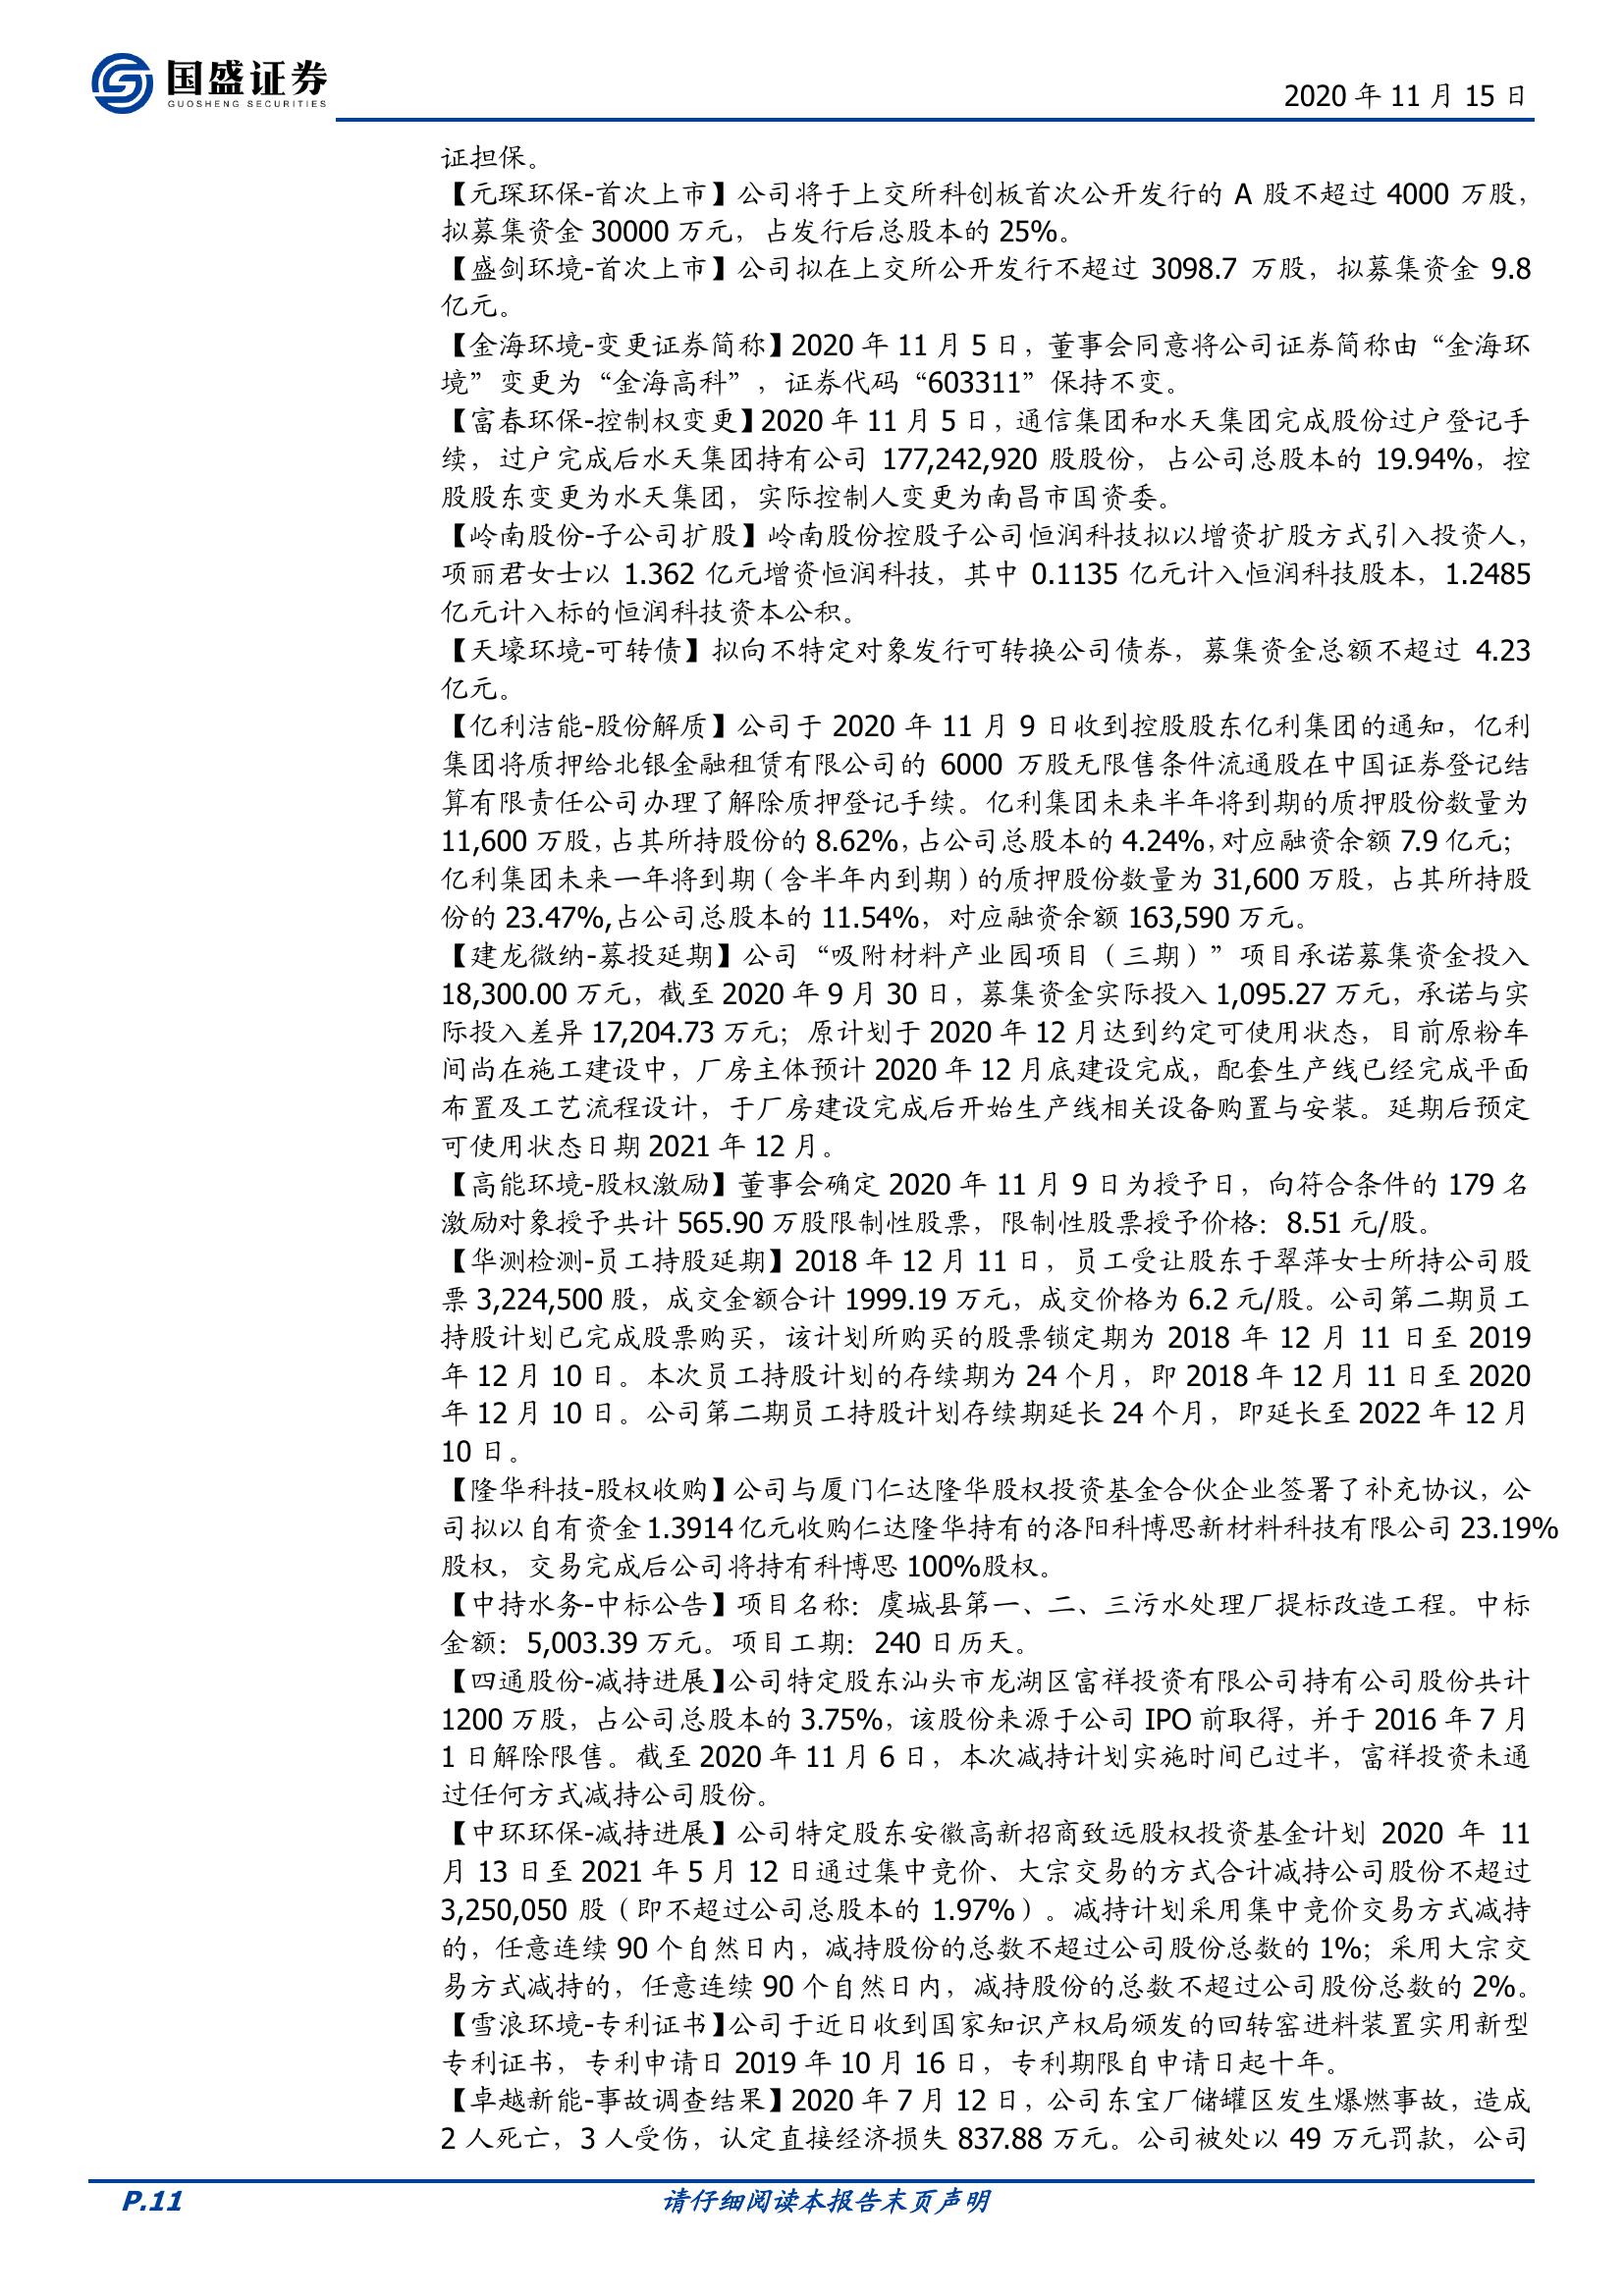 国盛证券
GUOSHENG SECURITIES
2020 年 11 月 15 日
证担保。
【元琛环保-首次上市】公司将于上交所科创板首次公开发行的 A 股不超过 4000 万股，
拟募集资金 30000 万元，占发行后总股本的 25%。
【盛剑环境-首次上市】公司拟在上交所公开发行不超过 3098.7 万股，拟募集资金 9.8
亿元。
【金海环境-变更证券简称】2020 年 11 月 5 日，董事会同意将公司证券简称由“金海环
境”变更为“金海高科”，证券代码“603311”保持不变。
【富春环保-控制权变更】2020 年 11 月 5 日，通信集团和水天集团完成股份过户登记手
续，过户完成后水天集团持有公司 177,242,920 股股份，占公司总股本的 19.94%，控
股股东变更为水天集团，实际控制人变更为南昌市国资委。
【岭南股份-子公司扩股】岭南股份控股子公司恒润科技拟以增资扩股方式引入投资人，
项丽君女士以 1.362 亿元增资恒润科技，其中 0.1135 亿元计入恒润科技股本，1.2485
亿元计入标的恒润科技资本公积。
【天壕环境-可转债】拟向不特定对象发行可转换公司债券，募集资金总额不超过 4.23
亿元。
【亿利洁能-股份解质】公司于 2020 年 11 月 9 日收到控股股东亿利集团的通知，亿利
集团将质押给北银金融租赁有限公司的 6000 万股无限售条件流通股在中国证券登记结
算有限责任公司办理了解除质押登记手续。亿利集团未来半年将到期的质押股份数量为
11,600 万股，占其所持股份的 8.62%，占公司总股本的 4.24%，对应融资余额 7.9 亿元；
亿利集团未来一年将到期（含半年内到期）的质押股份数量为 31,600 万股，占其所持股
份的 23.47%,占公司总股本的 11.54%，对应融资余额 163,590 万元。
【建龙微纳-募投延期】公司“吸附材料产业园项目（三期）”项目承诺募集资金投入
18,300.00 万元，截至 2020 年 9 月 30 日，募集资金实际投入 1,095.27 万元，承诺与实
际投入差异 17,204.73 万元；原计划于 2020 年 12 月达到约定可使用状态，目前原粉车
间尚在施工建设中，厂房主体预计 2020 年 12 月底建设完成，配套生产线已经完成平面
布置及工艺流程设计，于厂房建设完成后开始生产线相关设备购置与安装。延期后预定
可使用状态日期 2021 年 12 月。
【高能环境-股权激励】董事会确定 2020 年 11 月 9 日为授予日，向符合条件的 179 名
激励对象授予共计 565.90 万股限制性股票，限制性股票授予价格：8.51 元/股。
【华测检测-员工持股延期】2018 年 12 月 11 日，员工受让股东于翠萍女士所持公司股
票 3,224,500 股，成交金额合计 1999.19 万元，成交价格为 6.2 元/股。公司第二期员工
持股计划已完成股票购买，该计划所购买的股票锁定期为 2018 年 12 月 11 日至 2019
年 12 月 10 日。本次员工持股计划的存续期为 24 个月，即 2018 年 12 月 11 日至 2020
年 12 月 10 日。公司第二期员工持股计划存续期延长 24 个月，即延长至 2022 年 12 月
10 日。
【隆华科技-股权收购】公司与厦门仁达隆华股权投资基金合伙企业签署了补充协议，公
司拟以自有资金 1.3914 亿元收购仁达隆华持有的洛阳科博思新材料科技有限公司 23.19%
股权，交易完成后公司将持有科博思 100%股权。
【中持水务-中标公告】项目名称：虞城县第一、二、三污水处理厂提标改造工程。中标
金额：5,003.39 万元。项目工期：240 日历天。
【四通股份-减持进展】公司特定股东汕头市龙湖区富祥投资有限公司持有公司股份共计
1200 万股，占公司总股本的 3.75%，该股份来源于公司 IPO 前取得，并于 2016 年 7 月
1 日解除限售。截至 2020 年 11 月 6 日，本次减持计划实施时间已过半，富祥投资未通
过任何方式减持公司股份。
【中环环保-减持进展】公司特定股东安徽高新招商致远股权投资基金计划 2020 年 11
月 13 日至 2021 年 5 月 12 日通过集中竞价、大宗交易的方式合计减持公司股份不超过
3,250,050 股（即不超过公司总股本的 1.97%）。减持计划采用集中竞价交易方式减持
的，任意连续 90 个自然日内，减持股份的总数不超过公司股份总数的 1%；采用大宗交
易方式减持的，任意连续 90 个自然日内，减持股份的总数不超过公司股份总数的 2%。
【雪浪环境-专利证书】公司于近日收到国家知识产权局颁发的回转窑进料装置实用新型
专利证书，专利申请日 2019 年 10 月 16 日，专利期限自申请日起十年。
【卓越新能-事故调查结果】2020 年 7 月 12 日，公司东宝厂储罐区发生爆燃事故，造成
2 人死亡，3 人受伤，认定直接经济损失 837.88 万元。公司被处以 49 万元罚款，公司
P.11
请仔细阅读本报告末页声明